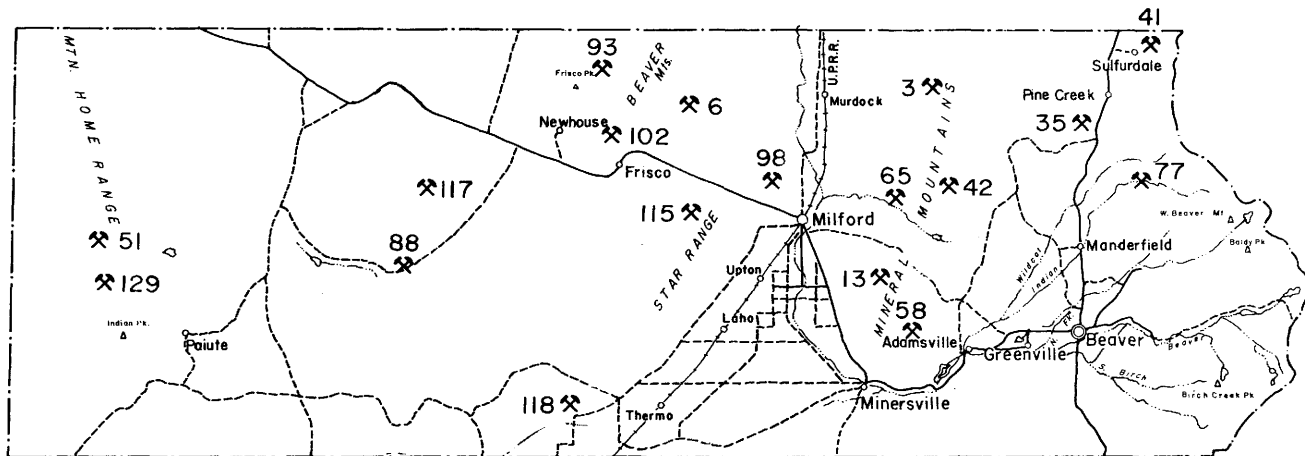 41
MTN. HOME RANGE
93
Frisco Pk.
BEAVER
Mts.
U.P.R.R.
Sulfurdale
6
Murdock
3
Pine Creek
Newhouse
102
35
MOUNTAINS
Frisco
98
117
65
42
77
115
Milford
W. Beaver Mt
51
88
STAR RANGE
Manderfield
Baldy Pk.
Wildcat
Indian
129
Upton
13
MINERAL
Indian Pk.
Laho
58
Paiute
Adamsville
Greenville
Beaver
Beaver
S. Birch
Birch Creek Pk.
118
Thermo
Minersville